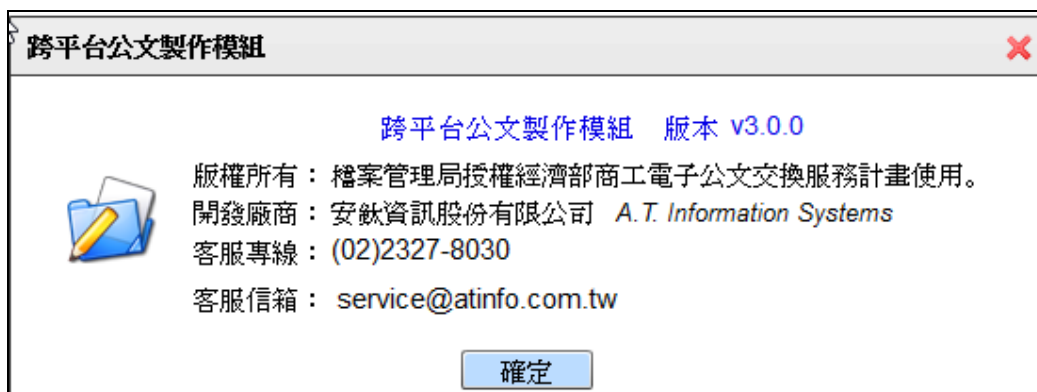 跨平台公文製作模組
跨平台公文製作模組 版本 v3.0.0
版權所有：檔案管理局授權經濟部商工電子公文交換服務計畫使用。
開發廠商：安欽資訊股份有限公司 A.T. Information Systems
客服專線：(02)2327-8030
客服信箱： service@atinfo.com.tw
確定